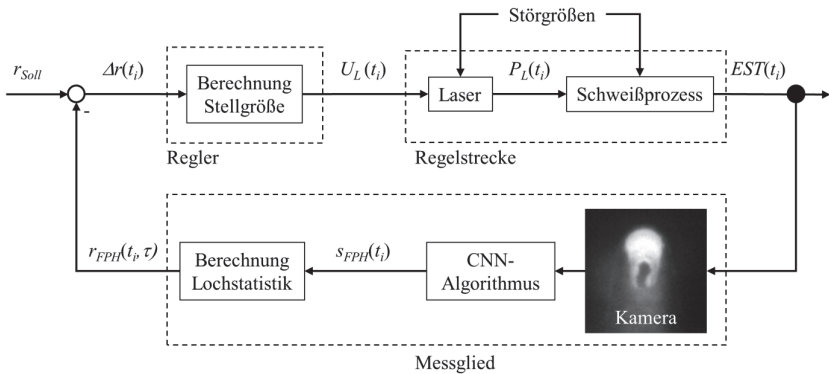 Störgrößen
r_Soll
Δr(t_i)
Berechnung
Stellgröße
U_L(t_i)
Laser
P_L(t_i)
Schweißprozess
EST(t_i)
-
Regler
Regelstrecke
r_FPH(t_i, τ)
Berechnung
Lochstatistik
s_FPH(t_i)
CNN-
Algorithmus
Kamera
Messglied